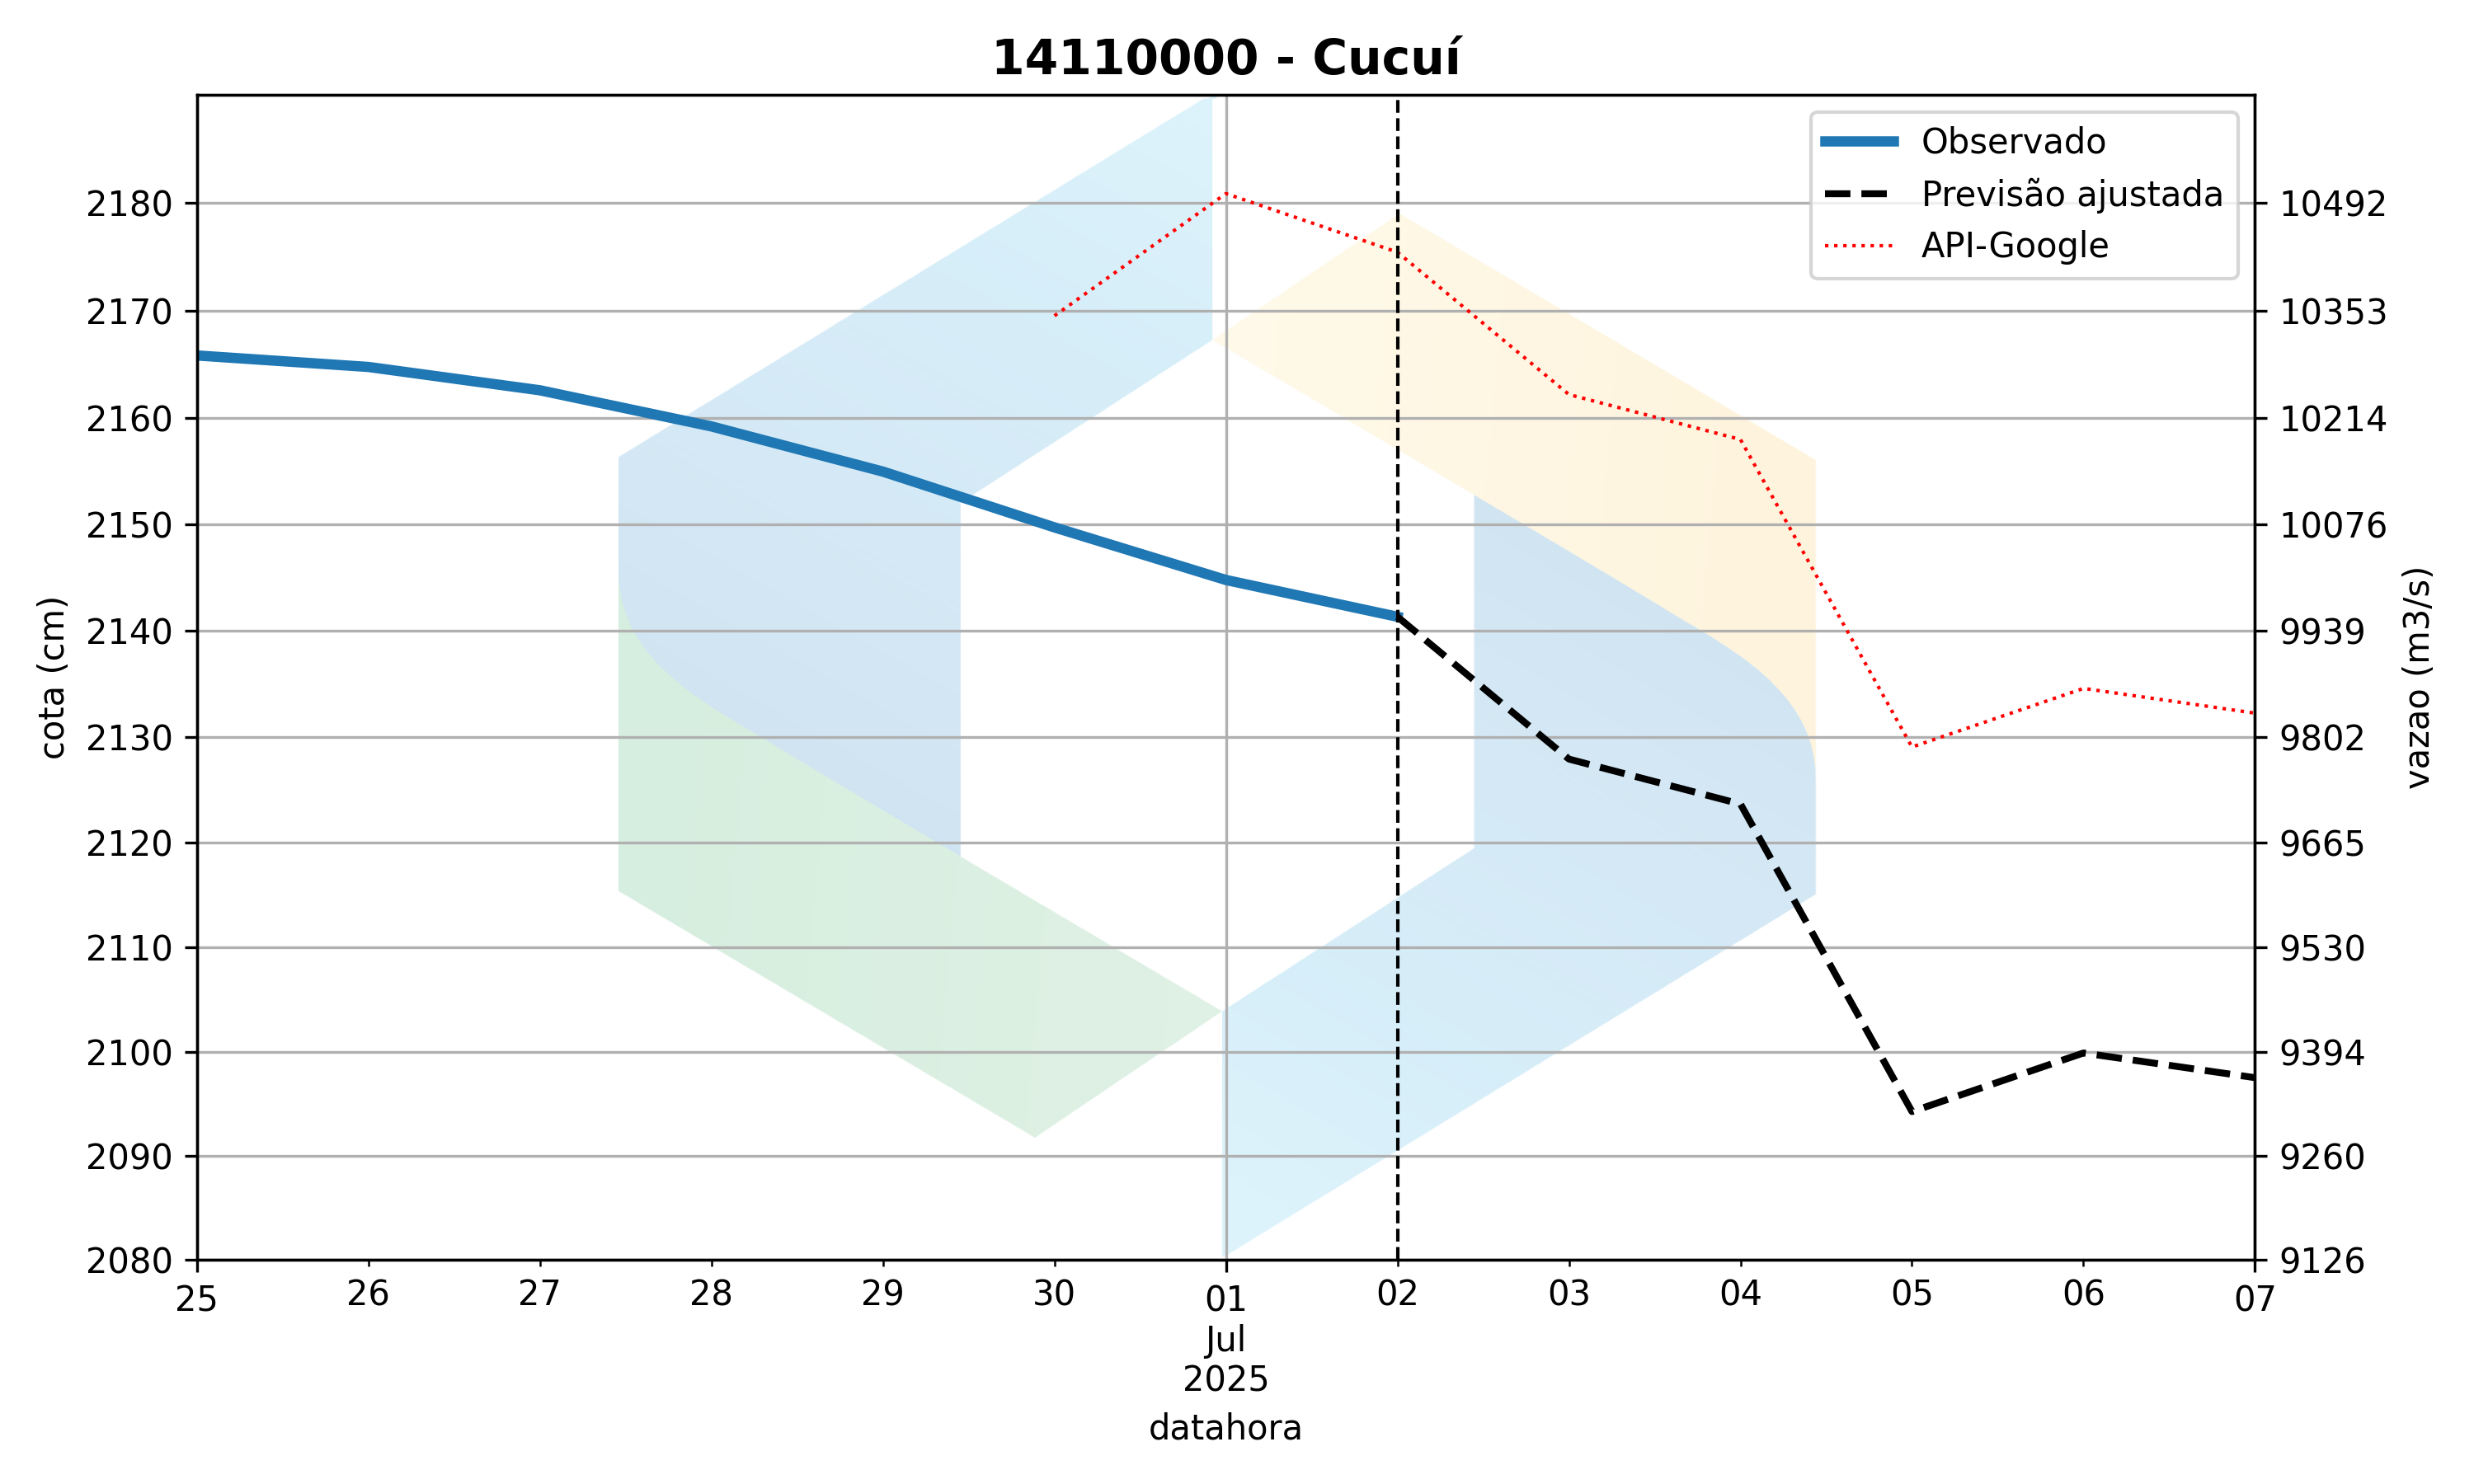 14110000 - Cucuí
Observado
Previsão ajustada
API-Google
cota (cm)
2180
2170
2160
2150
2140
2130
2120
2110
2100
2090
2080
10492
10353
10214
10076
9939
9802
9665
9530
9394
9260
9126
vazao (m3/s)
25 26 27 28 29 30 01 02 03 04 05 06 07
Jul
2025
datahora